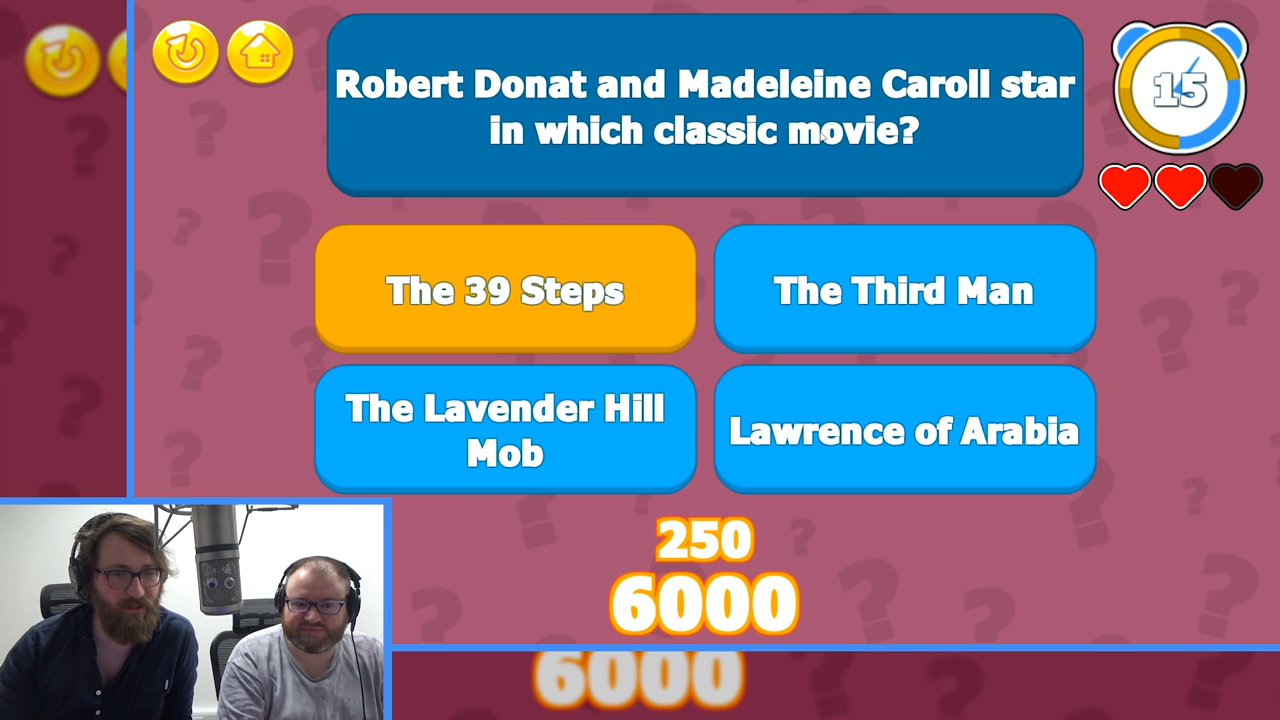 Robert Donat and Madeleine Caroll star
in which classic movie?
15
The 39 Steps
The Third Man
The Lavender Hill
Mob
Lawrence of Arabia
250
6000
6000